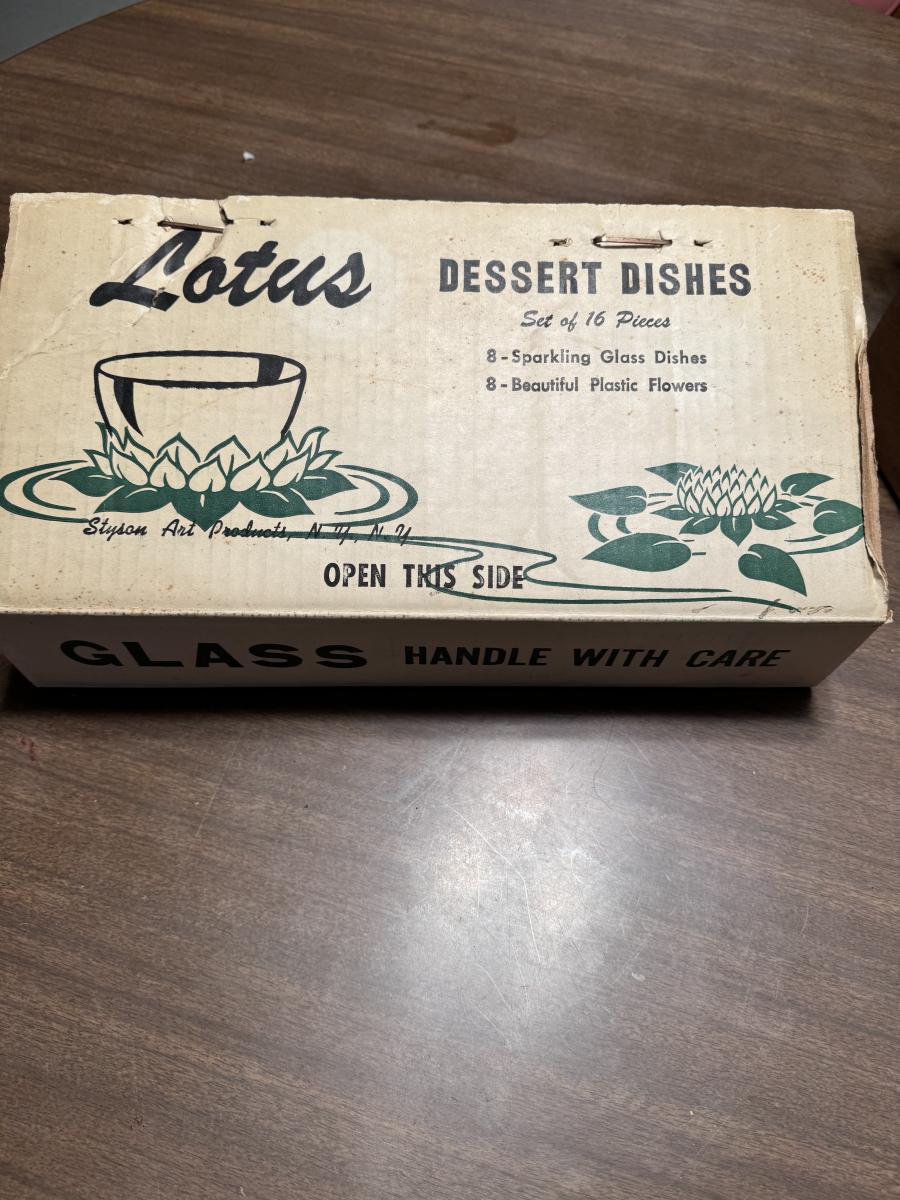 Lotus
DESSERT DISHES
Set of 16 Pieces
8-Sparkling Glass Dishes
8-Beautiful Plastic Flowers
Styson Art Products, N.Y., N.Y
OPEN THIS SIDE
GLASS HANDLE WITH CARE